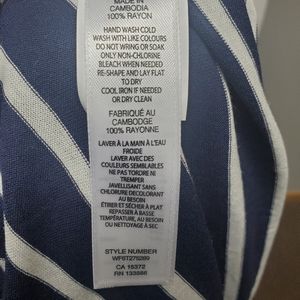 MADE IN
CAMBODIA
100% RAYON
HAND WASH COLD
WASH WITH LIKE COLOURS
DO NOT WRING OR SOAK
ONLY NON-CHLORINE
BLEACH WHEN NEEDED
RE-SHAPE AND LAY FLAT
TO DRY
COOL IRON IF NEEDED
OR DRY CLEAN
FABRIQUÉ AU
CAMBODGE
100% RAYONNE
LAVER À LA MAIN À L'EAU
FROIDE
LAVER AVEC DES
COULEURS SEMBLABLES
NE PAS TORDRE NI
TREMPER
JAVELLISANT SANS
CHLORURE DECOLORANT
AU BESOIN
ÉTIRER ET SÉCHER À PLAT
REPASSER À BASSE
TEMPÉRATURE, AU BESOIN
OU NETTOYAGE À SEC
STYLE NUMBER
WF8T275289
CA 15372
RN 133886